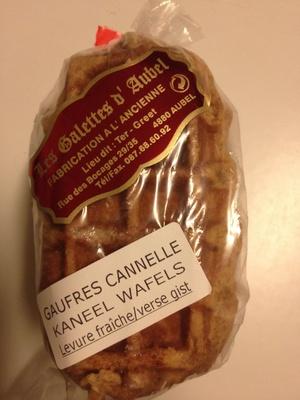 Les Galettes d'Aubel
FABRICATION A L'ANCIENNE
Lieu dit: Ter - Greet
Rue des Bocages 29/35 4880 AUBEL
Tél/Fax. 087.68.60.92
GAUFRES CANNELLE
KANEEL WAFELS
Levure fraîche/verse gist